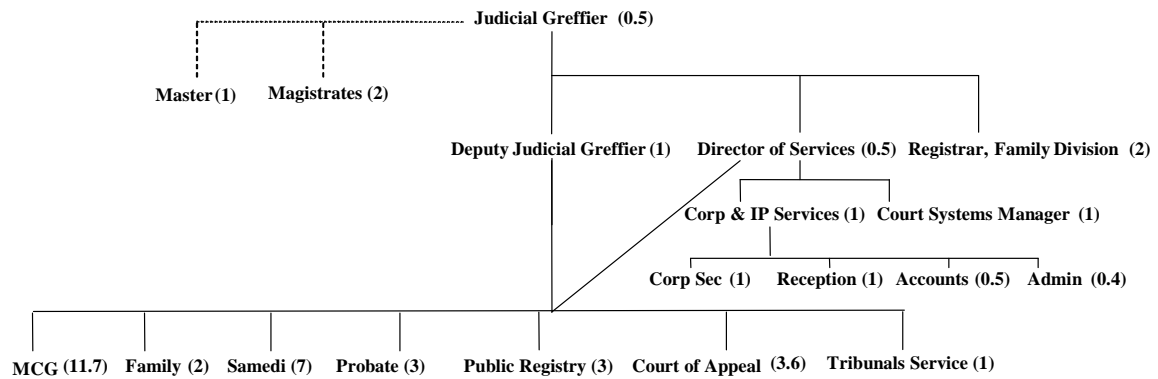 Judicial Greffier (0.5)
Master (1) Magistrates (2)
Deputy Judicial Greffier (1) Director of Services (0.5) Registrar, Family Division (2)
Corp & IP Services (1) Court Systems Manager (1)
Corp Sec (1) Reception (1) Accounts (0.5) Admin (0.4)
MCG (11.7) Family (2) Samedi (7) Probate (3) Public Registry (3) Court of Appeal (3.6) Tribunals Service (1)